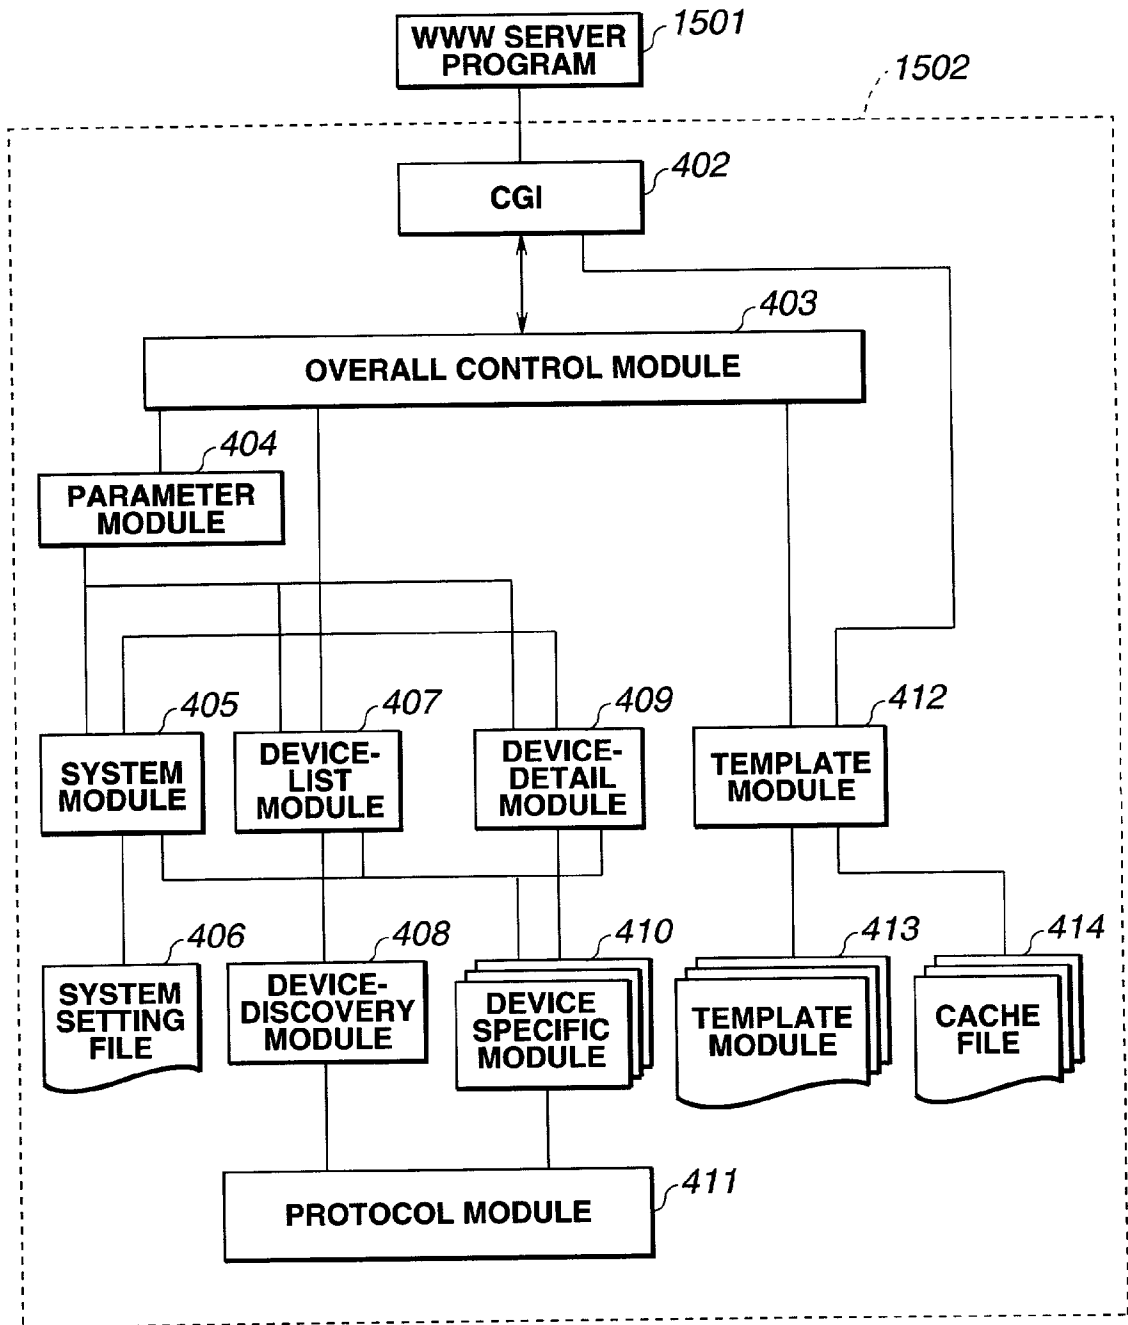 WWW SERVER
PROGRAM
1501
1502
CGI
402
403
OVERALL CONTROL MODULE
404
PARAMETER
MODULE
405
SYSTEM
MODULE
407
DEVICE-
LIST
MODULE
409
DEVICE-
DETAIL
MODULE
412
TEMPLATE
MODULE
406
SYSTEM
SETTING
FILE
408
DEVICE-
DISCOVERY
MODULE
410
DEVICE
SPECIFIC
MODULE
413
TEMPLATE
MODULE
414
CACHE
FILE
411
PROTOCOL MODULE